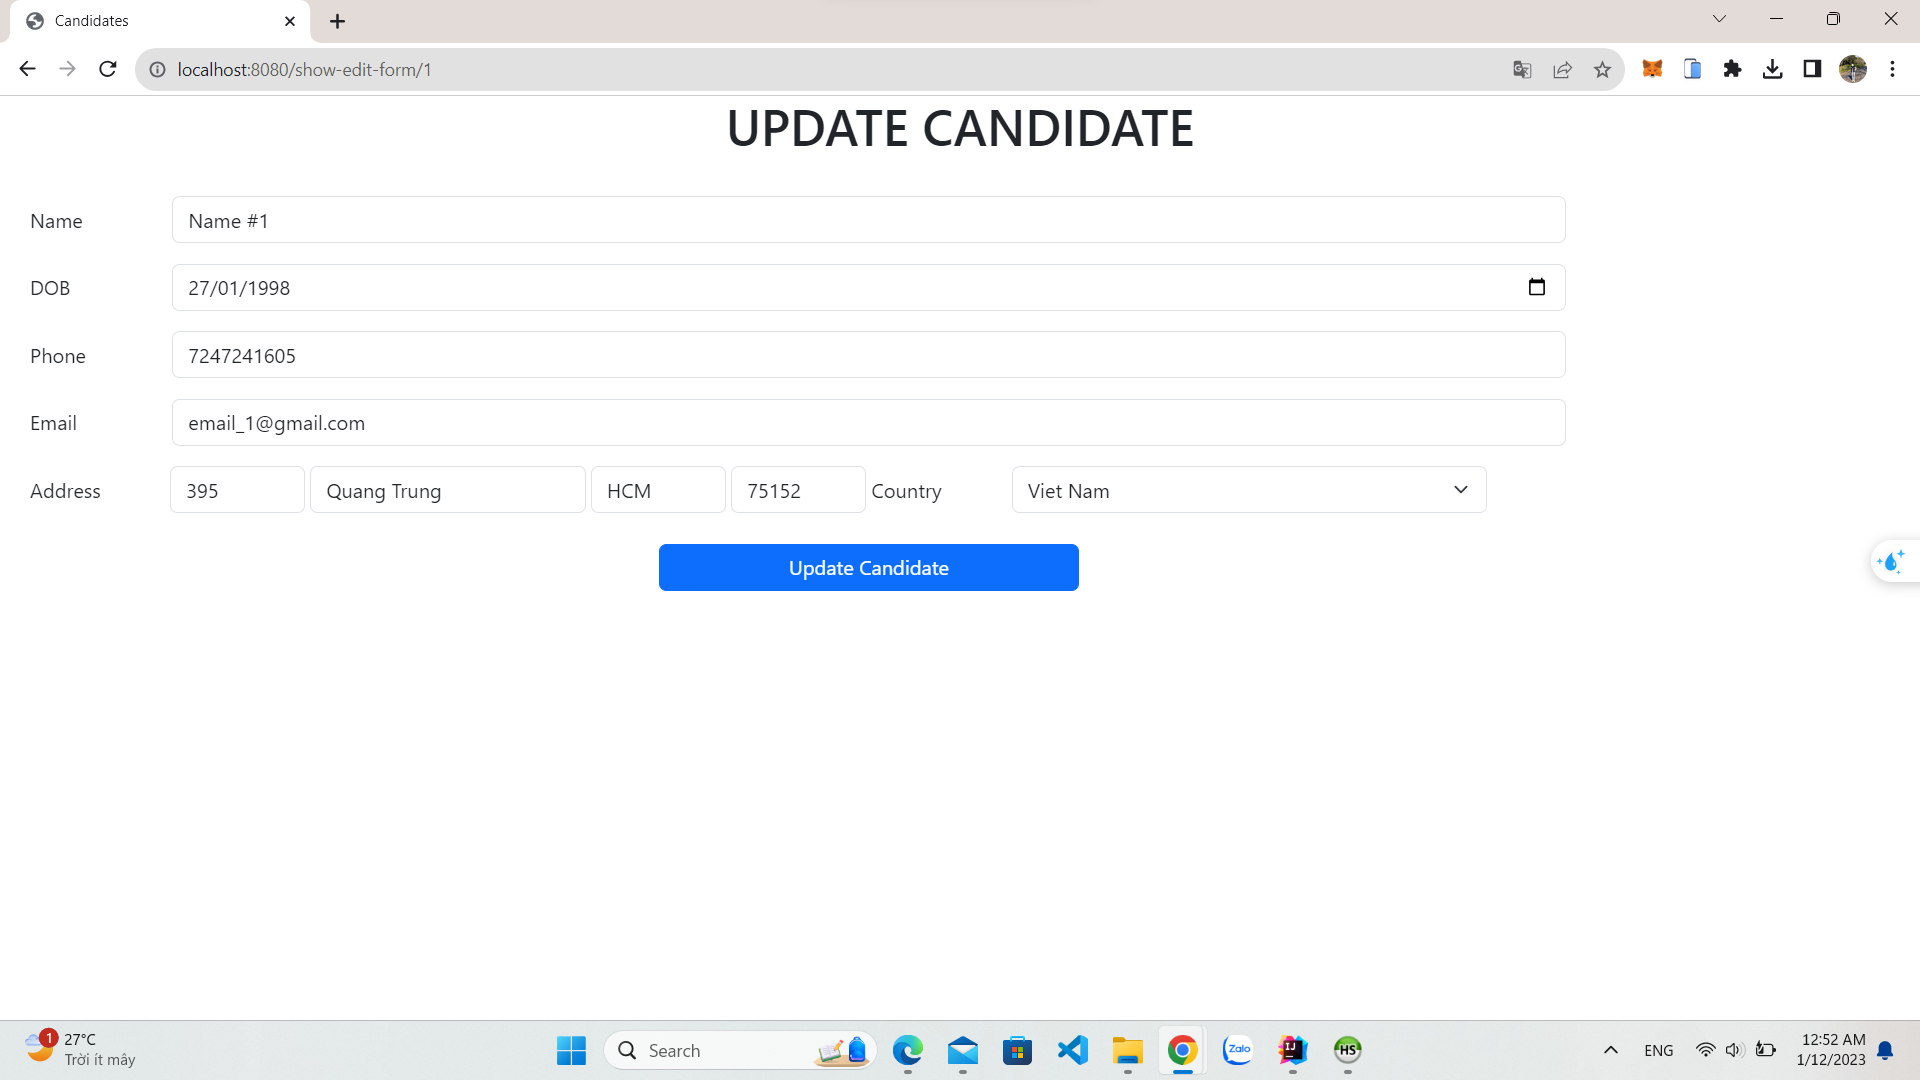 Candidates
localhost:8080/show-edit-form/1
UPDATE CANDIDATE
Name
Name #1
DOB
27/01/1998
Phone
7247241605
Email
email_1@gmail.com
Address
395
Quang Trung
HCM
75152
Country
Viet Nam
Update Candidate
1
27°C
Trời ít mây
Search
Zalo
IJ
HS
ENG
12:52 AM
1/12/2023